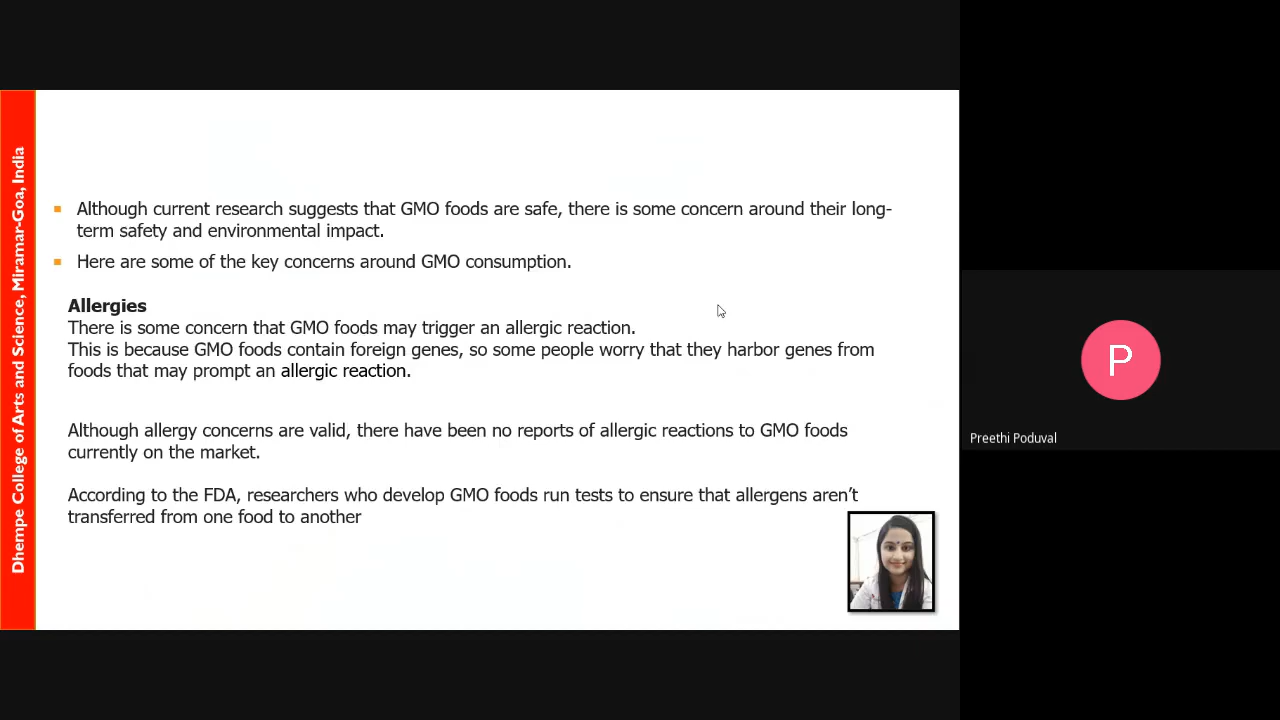 Dhempe College of Arts and Science, Miramar-Goa, India
Although current research suggests that GMO foods are safe, there is some concern around their long-
term safety and environmental impact.
Here are some of the key concerns around GMO consumption.
Allergies
There is some concern that GMO foods may trigger an allergic reaction.
This is because GMO foods contain foreign genes, so some people worry that they harbor genes from
foods that may prompt an allergic reaction.
Although allergy concerns are valid, there have been no reports of allergic reactions to GMO foods
currently on the market.
According to the FDA, researchers who develop GMO foods run tests to ensure that allergens aren’t
transferred from one food to another
P
Preethi Poduval